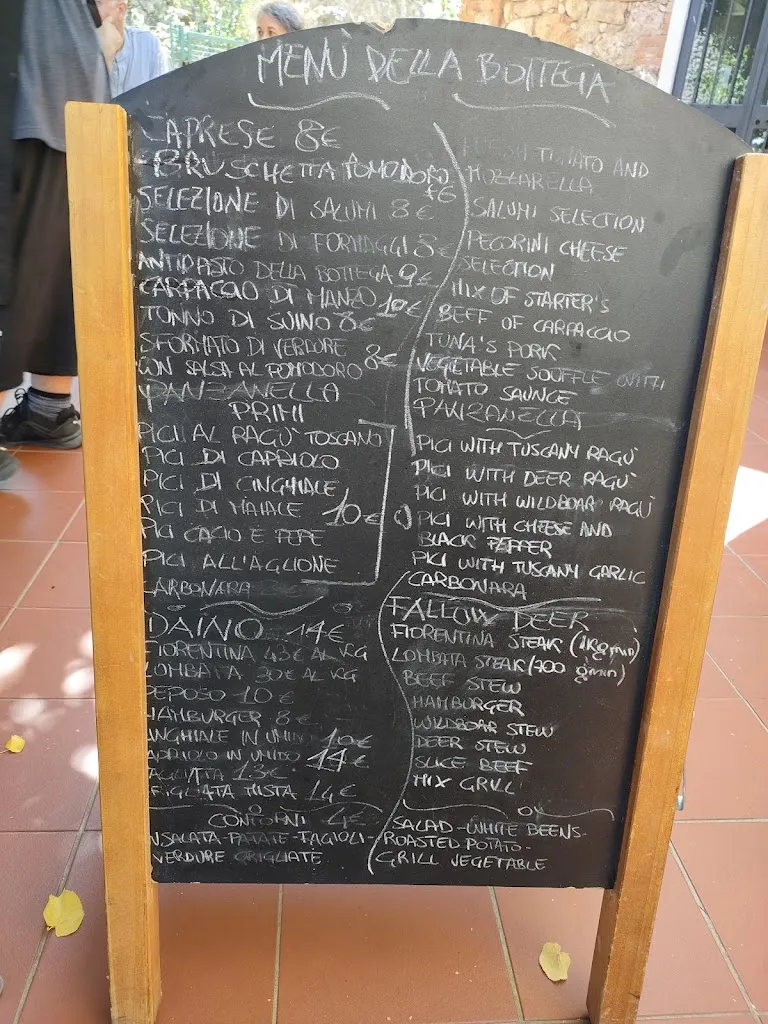 MENÙ DELLA BOTTEGA
CAPRESE 8€
-BRUSCHETTA POMODORO
€6
SELEZIONE DI SALUMI 8€
SELEZIONE DI FORMAGGI 8€
ANTIPASTO DELLA BOTTEGA 9€
CARPACCIO DI MANZO 10€
TONNO DI SUINO 8€
SFORMATO DI VERDURE
CON SALSA AL POMODORO 8€
PANZANELLA
PRIMI
PICI AL RAGÙ TOSCANO
PICI DI CAPRIOLO
PICI DI CINGHIALE
PICI DI MAIALE 10€
PICI CACIO E PEPE
PICI ALL'AGLIONE
CARBONARA
DAINO 14€
FIORENTINA 43€ AL KG
LOMBATA 30€ AL KG
PEPOSO 10€
HAMBURGER 8€
INGHIALE IN UMIDO 10€
APRIOLO IN UMIDO 14€
AGLIATA 13€
GRIGLIATA MISTA 14€
CONTORNI 4€
NSALATA-PATATE-FAGIOLI-
VERDURE GRIGLIATE
FRESH TOMATO AND
MOZZARELLA
SALUMI SELECTION
PECORINI CHEESE
SELECTION
MIX OF STARTER'S
BEEF OF CARPACCIO
TUNA'S PORK
VEGETABLE SOUFFLE WITH
TOMATO SAUNCE
PANZANELLA
PICI WITH TUSCANY RAGÙ
PICI WITH DEER RAGÙ
PICI WITH WILDBOAR RAGÙ
PICI WITH CHEESE AND
BLACK PEPPER
PICI WITH TUSCANY GARLIC
CARBONARA
FALLOW DEER
FIORENTINA STEAK (1kg min)
LOMBATA STEAK (700 g min)
BEEF STEW
HAMBURGER
WILDBOAR STEW
DEER STEW
SLICE BEEF
MIX GRILL
SALAD-WHITE BEENS-
ROASTED POTATO-
GRILL VEGETABLE